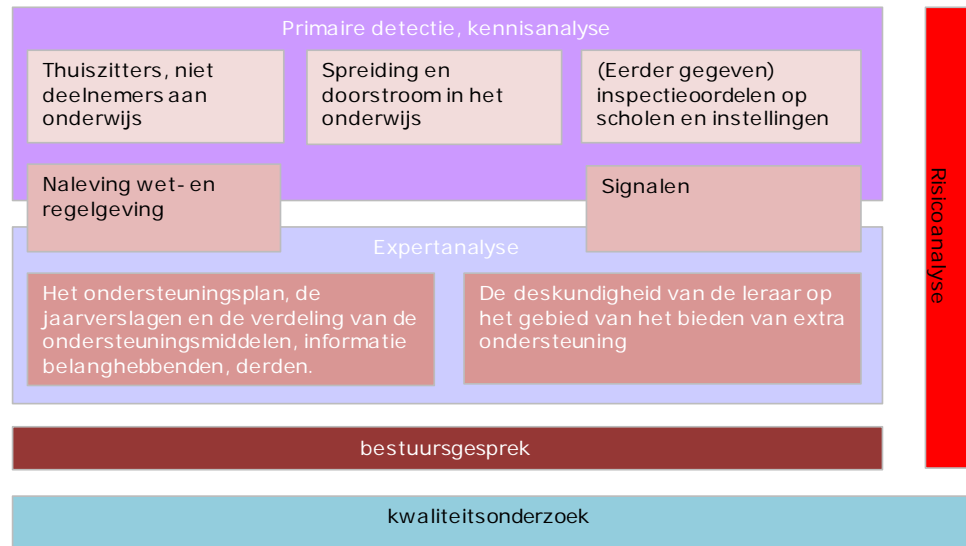 Primaire detectie, kennisanalyse
Thuiszitters, niet
deelnemers aan
onderwijs
Spreiding en
doorstroom in het
onderwijs
(Eerder gegeven)
inspectieoordelen op
scholen en instellingen
Naleving wet- en
regelgeving
Signalen
Expertanalyse
Het ondersteuningsplan, de
jaarverslagen en de verdeling van de
ondersteuningsmiddelen, informatie
belanghebbenden, derden.
De deskundigheid van de leraar op
het gebied van het bieden van extra
ondersteuning
bestuursgesprek
kwaliteitsonderzoek
Risicoanalyse